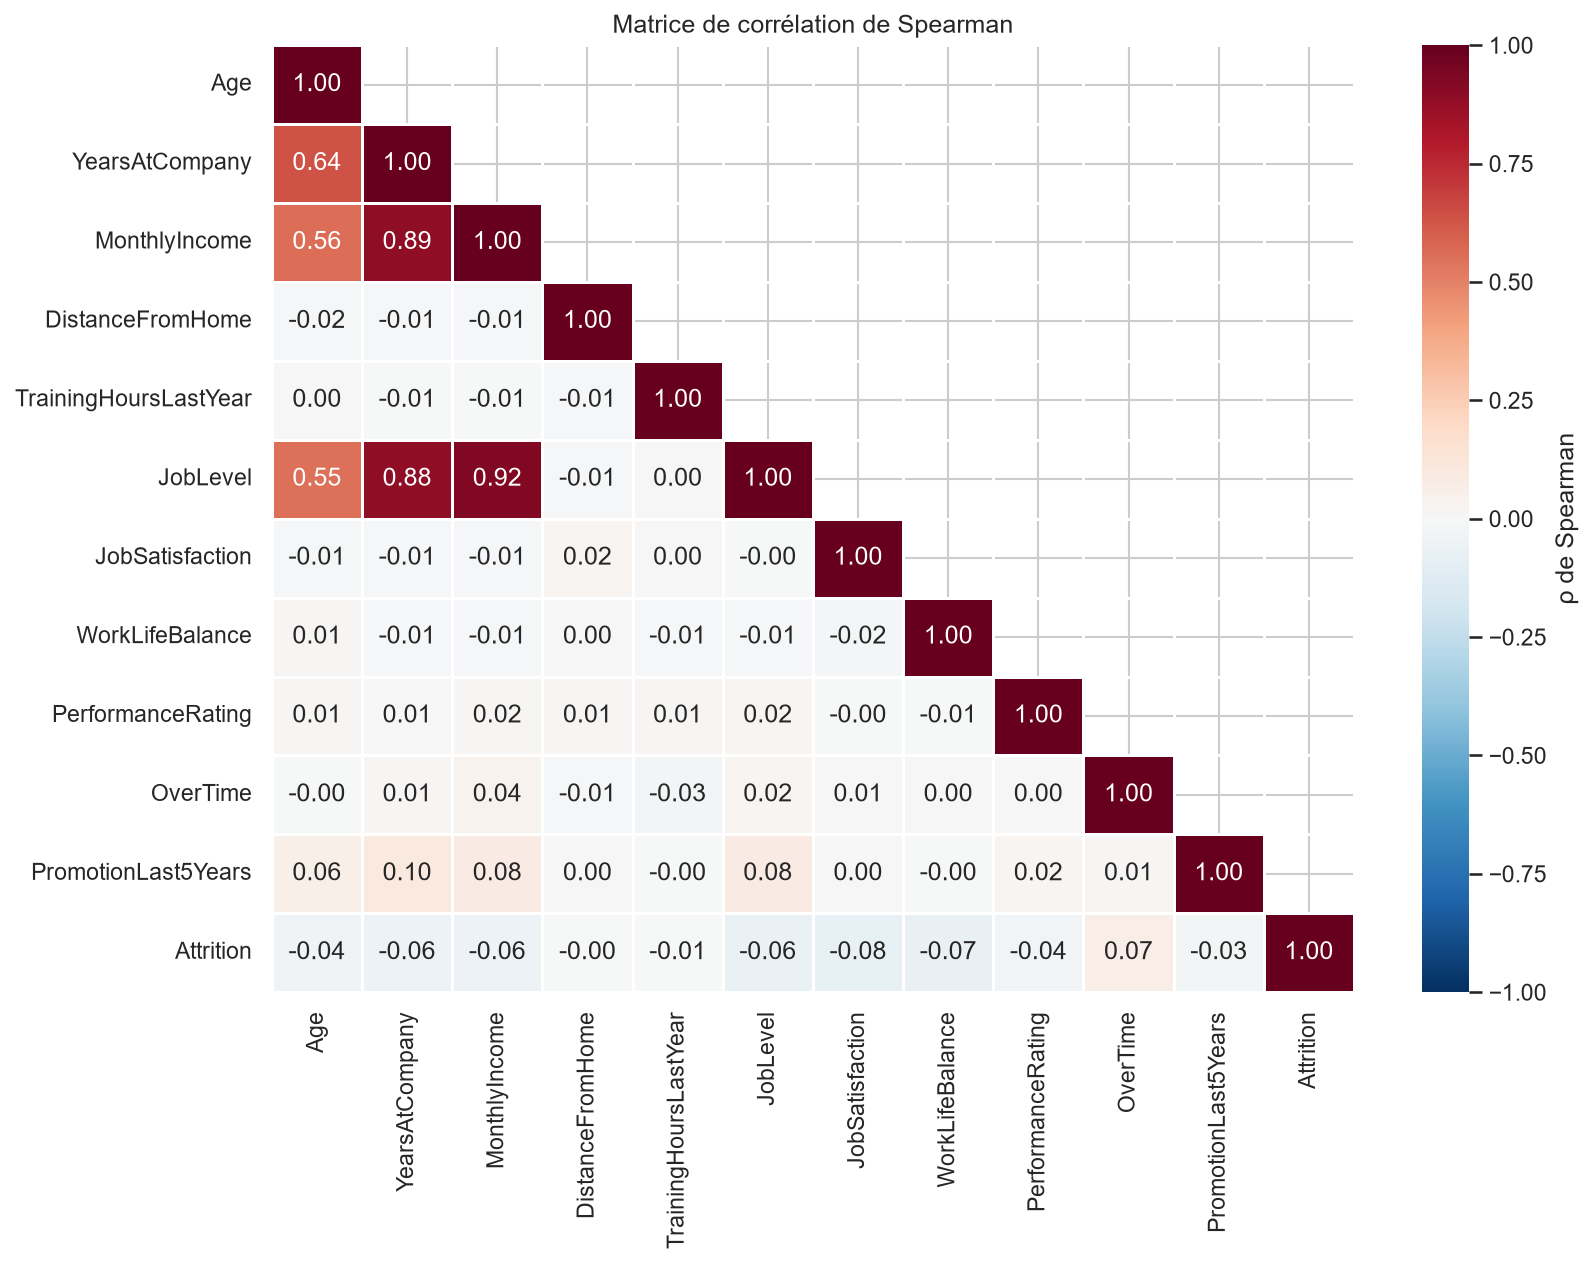 Matrice de corrélation de Spearman
Age 1.00
YearsAtCompany 0.64 1.00
MonthlyIncome 0.56 0.89 1.00
DistanceFromHome -0.02 -0.01 -0.01 1.00
TrainingHoursLastYear 0.00 -0.01 -0.01 -0.01 1.00
JobLevel 0.55 0.88 0.92 -0.01 0.00 1.00
JobSatisfaction -0.01 -0.01 -0.01 0.02 0.00 -0.00 1.00
WorkLifeBalance 0.01 -0.01 -0.01 0.00 -0.01 -0.01 -0.02 1.00
PerformanceRating 0.01 0.01 0.02 0.01 0.01 0.02 -0.00 -0.01 1.00
OverTime -0.00 0.01 0.04 -0.01 -0.03 0.02 0.01 0.00 0.00 1.00
PromotionLast5Years 0.06 0.10 0.08 0.00 -0.00 0.08 0.00 -0.00 0.02 0.01 1.00
Attrition -0.04 -0.06 -0.06 -0.00 -0.01 -0.06 -0.08 -0.07 -0.04 0.07 -0.03 1.00
Age
YearsAtCompany
MonthlyIncome
DistanceFromHome
TrainingHoursLastYear
JobLevel
JobSatisfaction
WorkLifeBalance
PerformanceRating
OverTime
PromotionLast5Years
Attrition
1.00
0.75
0.50
0.25
0.00
−0.25
−0.50
−0.75
−1.00
ρ de Spearman